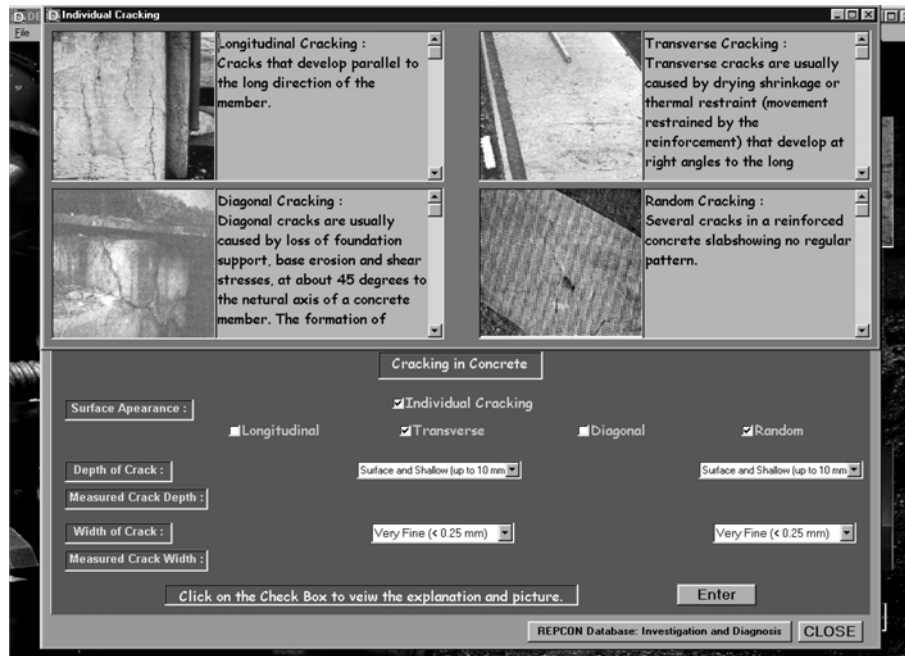 DE
Individual Cracking
File
Longitudinal Cracking :
Cracks that develop parallel to
the long direction of the
member.
Transverse Cracking :
Transverse cracks are usually
caused by drying shrinkage or
thermal restraint (movement
restrained by the
reinforcement) that develop at
right angles to the long
Diagonal Cracking :
Diagonal cracks are usually
caused by loss of foundation
support, base erosion and shear
stresses, at about 45 degrees to
the netural axis of a concrete
member. The formation of
Random Cracking :
Several cracks in a reinforced
concrete slabshowing no regular
pattern.
Cracking in Concrete
Surface Apearance :
Individual Cracking
Longitudinal Transverse Diagonal Random
Depth of Crack : Surface and Shallow (up to 10 mm Surface and Shallow (up to 10 mm
Measured Crack Depth :
Width of Crack : Very Fine (< 0.25 mm) Very Fine (< 0.25 mm)
Measured Crack Width :
Click on the Check Box to veiw the explanation and picture. Enter
REPCON Database: Investigation and Diagnosis CLOSE